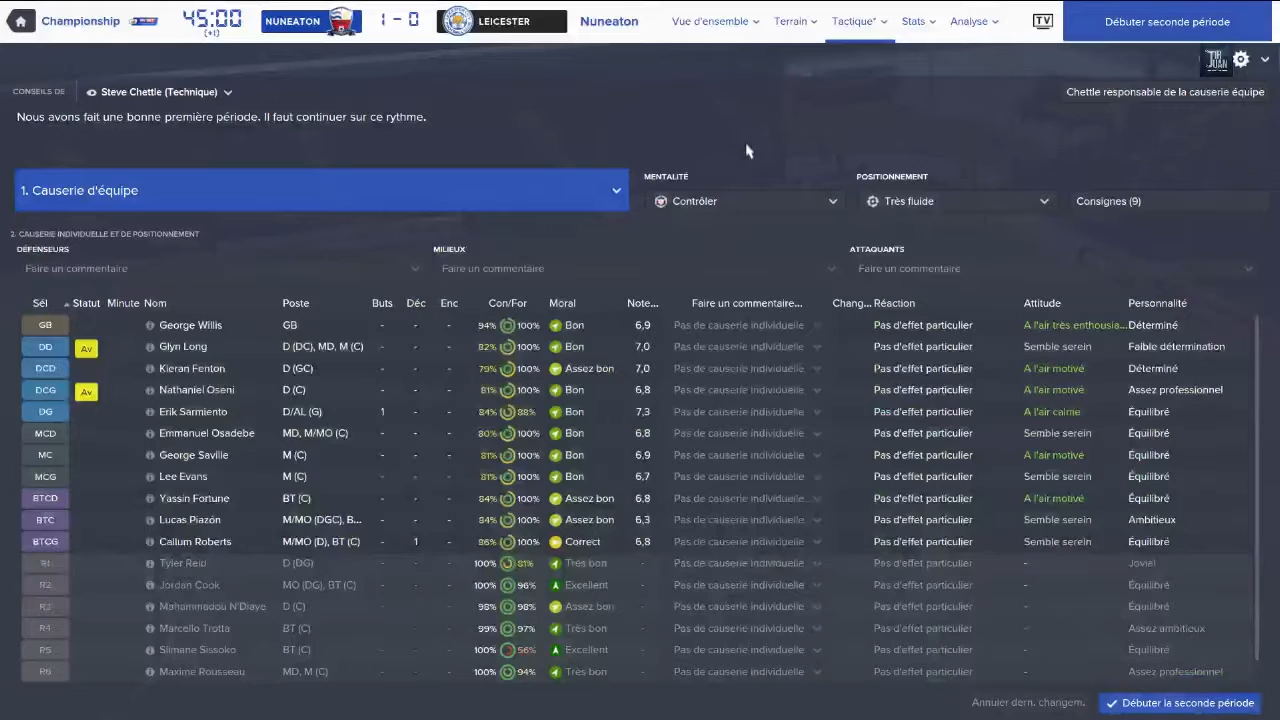 Championship 45:00 (+1) NUNEATON 1 - 0 LEICESTER Nuneaton Vue d'ensemble Terrain Tactique* Stats Analyse TV Débuter seconde période
CONSEILS DE Steve Chettle (Technique) Chettle responsable de la causerie équipe
Nous avons fait une bonne première période. Il faut continuer sur ce rythme.
MENTALITÉ POSITIONNEMENT
1. Causerie d'équipe Contrôler Très fluide Consignes (9)
2. CAUSERIE INDIVIDUELLE ET DE POSITIONNEMENT
DÉFENSEURS MILIEUX ATTAQUANTS
Faire un commentaire Faire un commentaire Faire un commentaire
Sél Statut Minute Nom Poste Buts Déc Enc Con/For Moral Note... Faire un commentaire... Chang... Réaction Attitude Personnalité
GB George Willis GB - - - 94% 100% Bon 6,9 Pas de causerie individuelle Pas d'effet particulier A l'air très enthousia... Déterminé
DD Av Glyn Long D (DC), MD, M (C) - - - 82% 100% Bon 7,0 Pas de causerie individuelle Pas d'effet particulier Semble serein Faible détermination
DCD Kieran Fenton D (GC) - - - 79% 100% Assez bon 7,0 Pas de causerie individuelle Pas d'effet particulier A l'air motivé Déterminé
DCG Av Nathaniel Oseni D (C) - - - 81% 100% Bon 6,8 Pas de causerie individuelle Pas d'effet particulier A l'air motivé Assez professionnel
DG Erik Sarmiento D/AL (G) 1 - - 84% 88% Bon 7,3 Pas de causerie individuelle Pas d'effet particulier A l'air calme Équilibré
MCD Emmanuel Osadebe MD, M/MO (C) - - - 80% 100% Bon 6,8 Pas de causerie individuelle Pas d'effet particulier Semble serein Équilibré
MC George Saville M (C) - - - 81% 100% Bon 6,9 Pas de causerie individuelle Pas d'effet particulier A l'air motivé Équilibré
MCG Lee Evans M (C) - - - 81% 100% Bon 6,7 Pas de causerie individuelle Pas d'effet particulier Semble serein Équilibré
BTCD Yassin Fortune BT (C) - - - 84% 100% Assez bon 6,8 Pas de causerie individuelle... Pas d'effet particulier A l'air motivé Équilibré
BTC Lucas Piazón M/MO (DGC), B... - - - 84% 100% Assez bon 6,3 Pas de causerie individuelle Pas d'effet particulier Semble serein Ambitieux
BTCG Callum Roberts M/MO (D), BT (C) - 1 - 86% 100% Correct 6,8 Pas de causerie individuelle Pas d'effet particulier Semble serein Équilibré
R1 Tyler Reid D (DG) - - - 100% 81% Très bon - Pas de causerie individuelle Pas d'effet particulier - Jovial
R2 Jordan Cook MO (DG), BT (C) - - - 100% 96% Excellent - Pas de causerie individuelle Pas d'effet particulier - Équilibré
R3 Mahammadou N'Diaye D (C) - - - 98% 98% Assez bon - Pas de causerie individuelle Pas d'effet particulier - Équilibré
R4 Marcello Trotta BT (C) - - - 99% 97% Très bon - Pas de causerie individuelle Pas d'effet particulier - Assez ambitieux
R5 Slimane Sissoko BT (C) - - - 100% 56% Excellent - Pas de causerie individuelle Pas d'effet particulier - Équilibré
R6 Maxime Rousseau MD, M (C) - - - 100% 94% Très bon - Pas de causerie individuelle Pas d'effet particulier - Assez professionnel
Annuler dern. changem. Débuter la seconde période